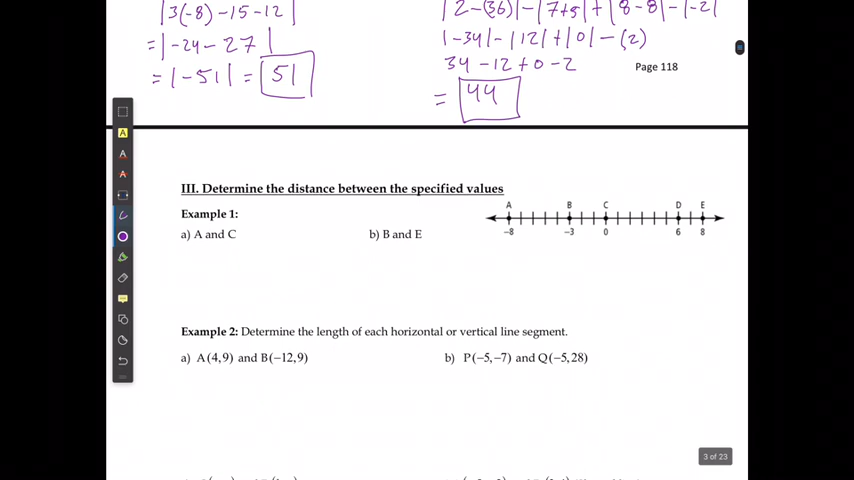 |3(-8) -15 -12|
= |-24 - 27|
= |-51| = 51
|2-(36)| - |7+5| + |8-8| - |-2|
|-34| - |12| + |0| - (2)
34 - 12 + 0 - 2
= 44
Page 118
III. Determine the distance between the specified values
Example 1:
a) A and C
b) B and E
A B C D E
-8 -3 0 6 8
Example 2: Determine the length of each horizontal or vertical line segment.
a) A(4,9) and B(−12,9)
b) P(−5,−7) and Q(−5,28)
3 of 23